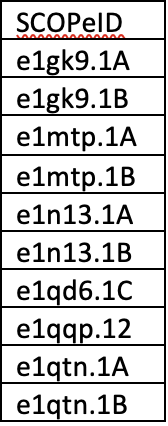 SCOPeID
e1gk9.1A
e1gk9.1B
e1mtp.1A
e1mtp.1B
e1n13.1A
e1n13.1B
e1qd6.1C
e1qqp.12
e1qtn.1A
e1qtn.1B